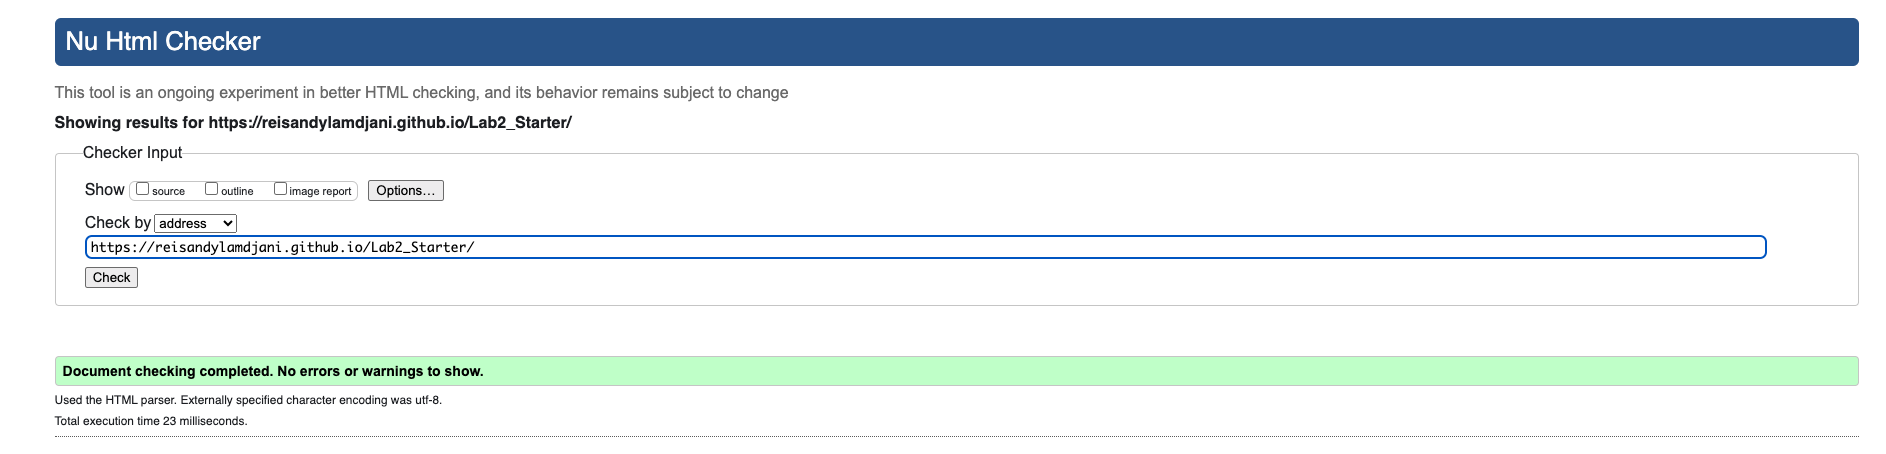 Nu Html Checker
This tool is an ongoing experiment in better HTML checking, and its behavior remains subject to change
Showing results for https://reisandylamdjani.github.io/Lab2_Starter/
Checker Input
Show source outline image report Options...
Check by address
https://reisandylamdjani.github.io/Lab2_Starter/
Check
Document checking completed. No errors or warnings to show.
Used the HTML parser. Externally specified character encoding was utf-8.
Total execution time 23 milliseconds.